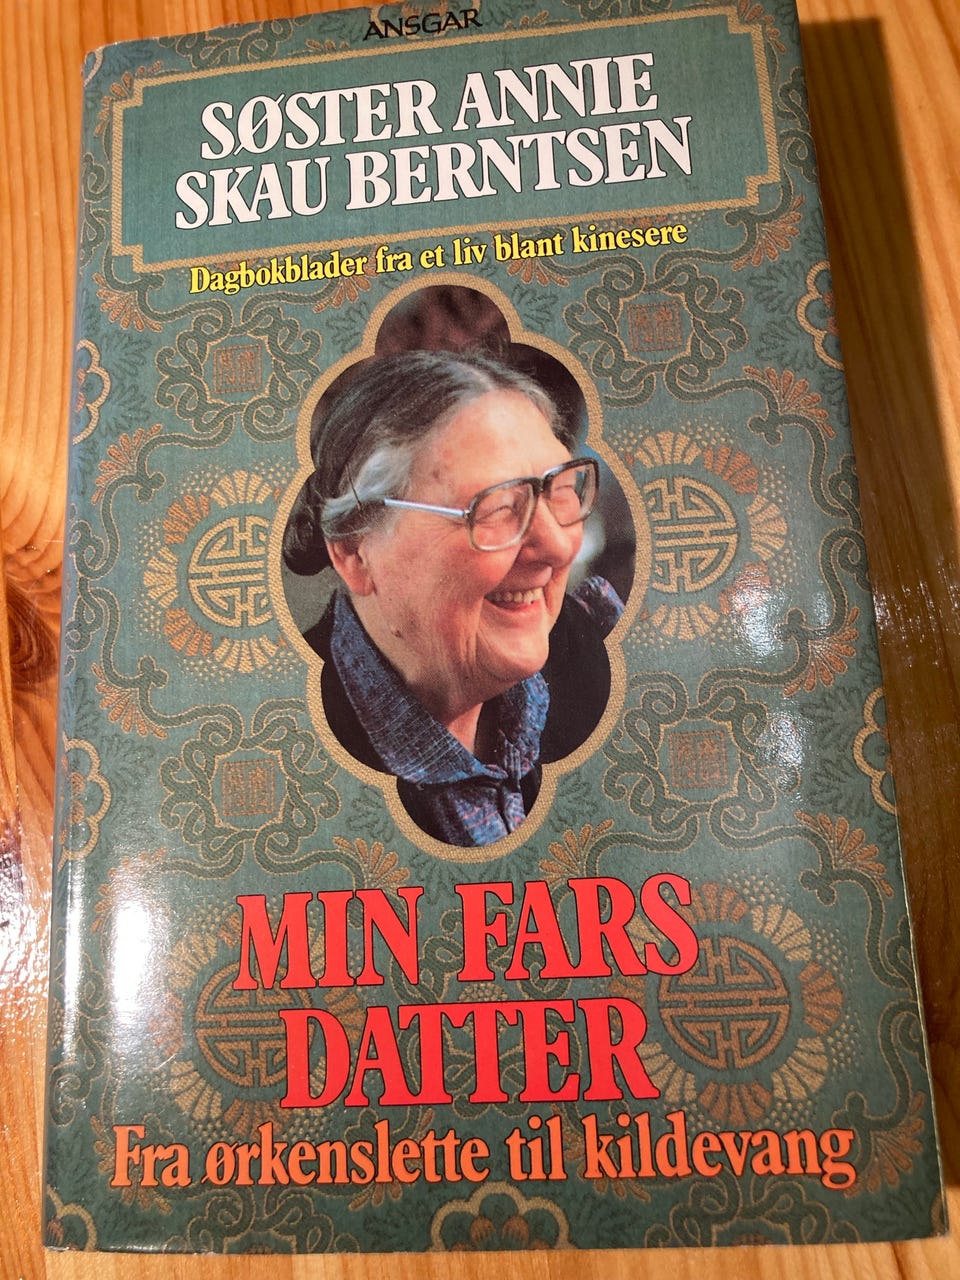 ANSGAR
SØSTER ANNIE
SKAU BERNTSEN
Dagbokblader fra et liv blant kinesere
MIN FARS
DATTER
Fra ørkenslette til kildevang